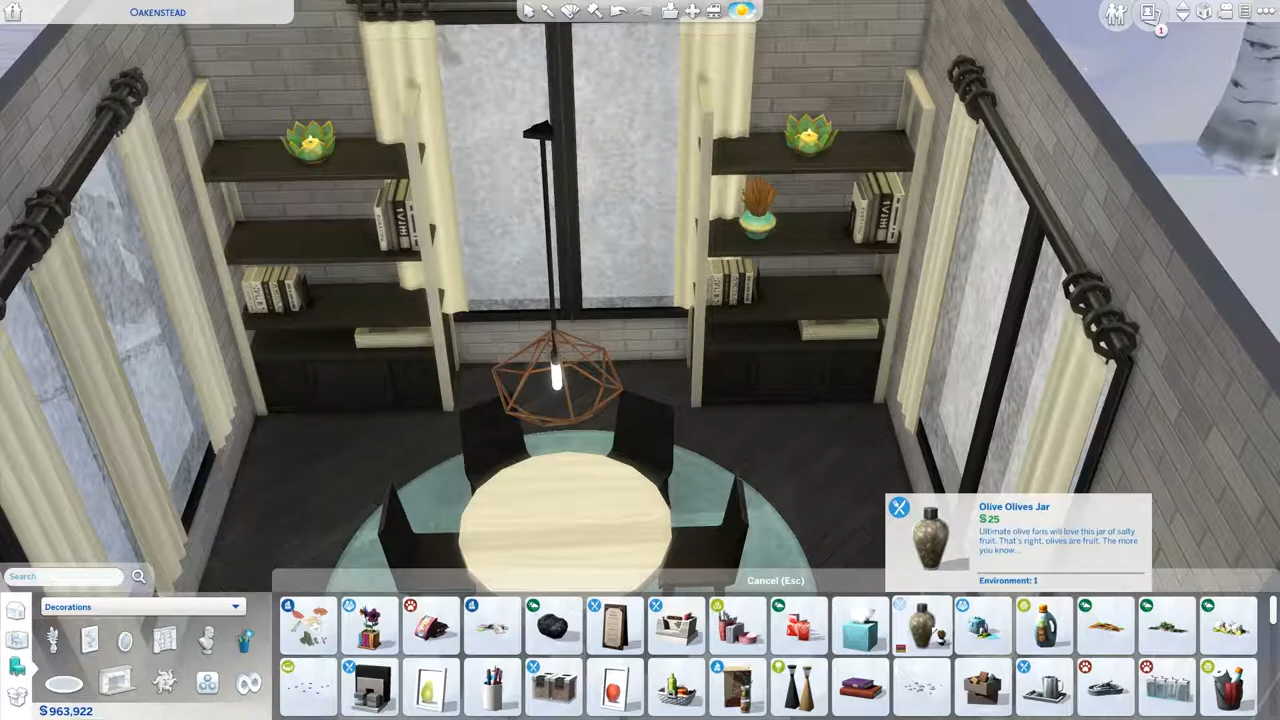 OAKENSTEAD
1
Olive Olives Jar
§25
Ultimate olive fans will love this jar of salty
fruit. That's right, olives are fruit. The more
you know...
Environment: 1
Cancel (Esc)
Search
Decorations
§963,922